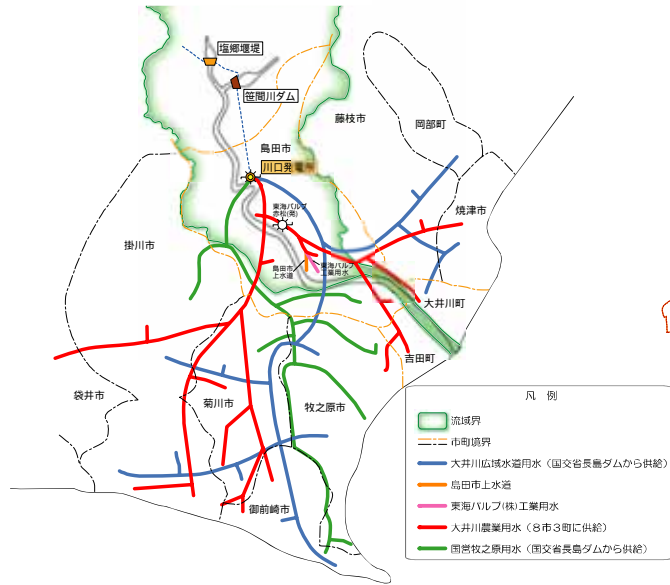 塩郷堰堤
笹間川ダム
藤枝市
岡部町
島田市
川口発
東海パルプ
赤松(発)
焼津市
掛川市
島田市
上水道
東海パルプ
工業用水
大井川町
吉田町
袋井市
菊川市
牧之原市
御前崎市
凡 例
流域界
市町境界
大井川広域水道用水（国交省長島ダムから供給）
島田市上水道
東海パルプ(株)工業用水
大井川農業用水（８市３町に供給）
国営牧之原用水（国交省長島ダムから供給）